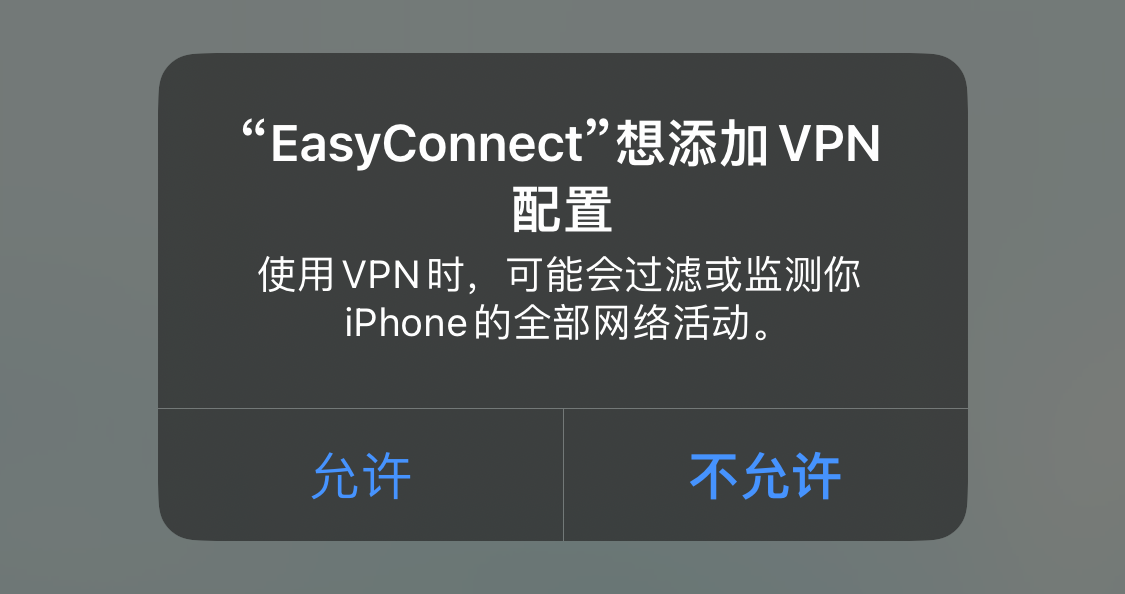 “EasyConnect”想添加 VPN
配置
使用 VPN 时，可能会过滤或监测你
iPhone 的全部网络活动。
允许
不允许